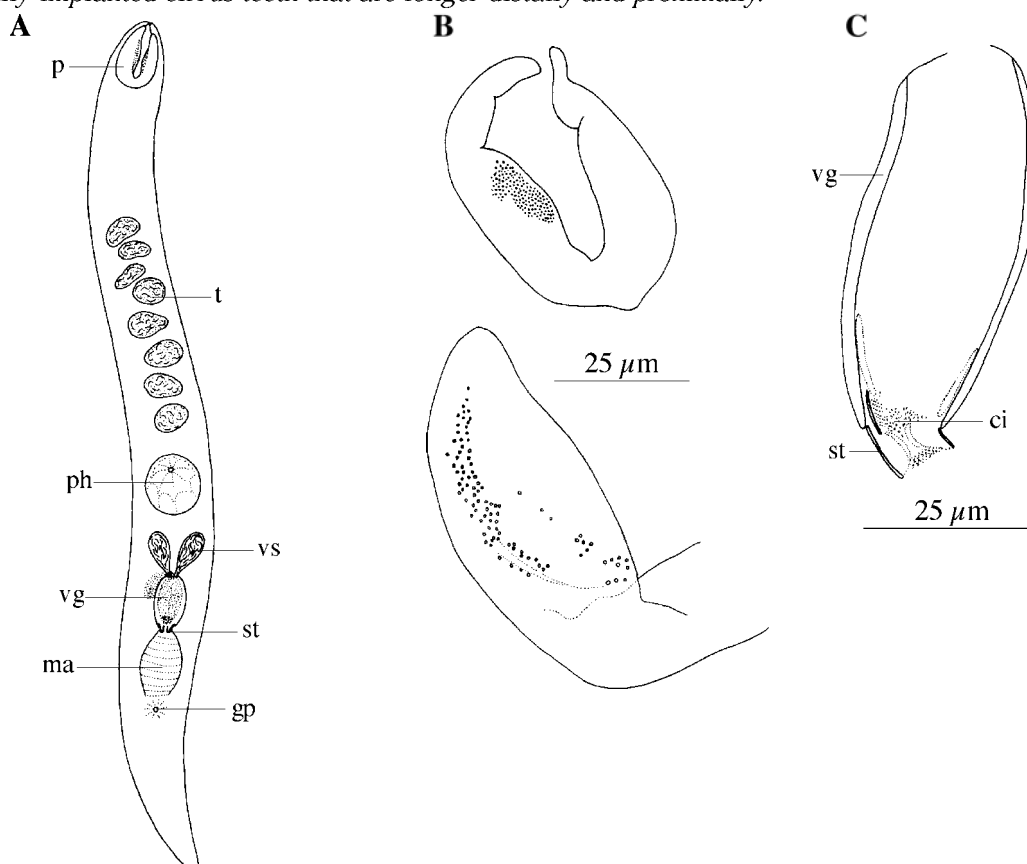 implanted cirrus teeth that are longer distally and proximally.
A
B
C
p
t
ph
vs
vg
st
ma
gp
25 µm
vg
ci
st
25 µm